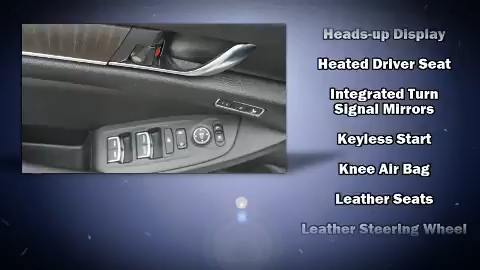 Heads-up Display
Heated Driver Seat
Integrated Turn
Signal Mirrors
Keyless Start
Knee Air Bag
Leather Seats
Leather Steering Wheel